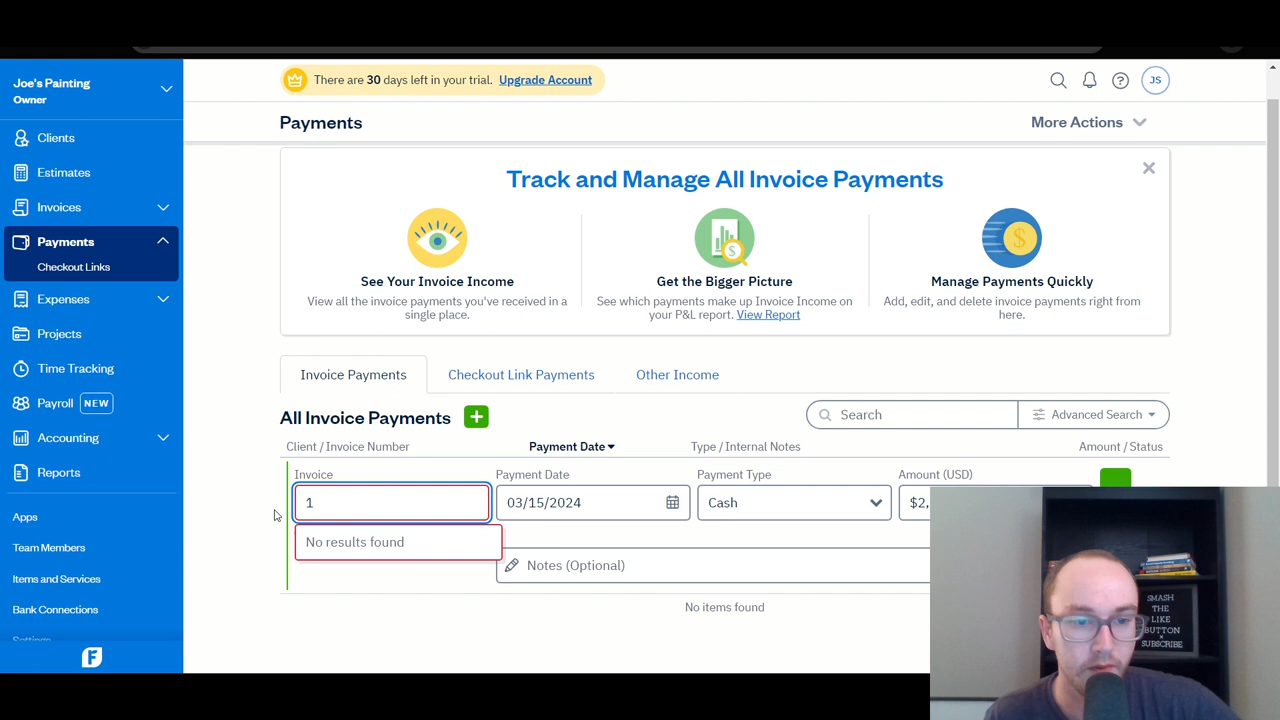 Joe's Painting
Owner
Clients
Estimates
Invoices
Payments
Checkout Links
Expenses
Projects
Time Tracking
Payroll NEW
Accounting
Reports
Apps
Team Members
Items and Services
Bank Connections
Settings
F
There are 30 days left in your trial. Upgrade Account
JS
Payments
More Actions
Track and Manage All Invoice Payments
See Your Invoice Income
View all the invoice payments you've received in a
single place.
Get the Bigger Picture
See which payments make up Invoice Income on
your P&L report. View Report
Manage Payments Quickly
Add, edit, and delete invoice payments right from
here.
Invoice Payments
Checkout Link Payments
Other Income
All Invoice Payments
Search
Advanced Search
Client / Invoice Number
Payment Date
Type / Internal Notes
Amount / Status
Invoice
Payment Date
Payment Type
Amount (USD)
1
03/15/2024
Cash
$2,
No results found
Notes (Optional)
No items found
SMASH
THE
LIKE
BUTTON
+
SUBSCRIBE